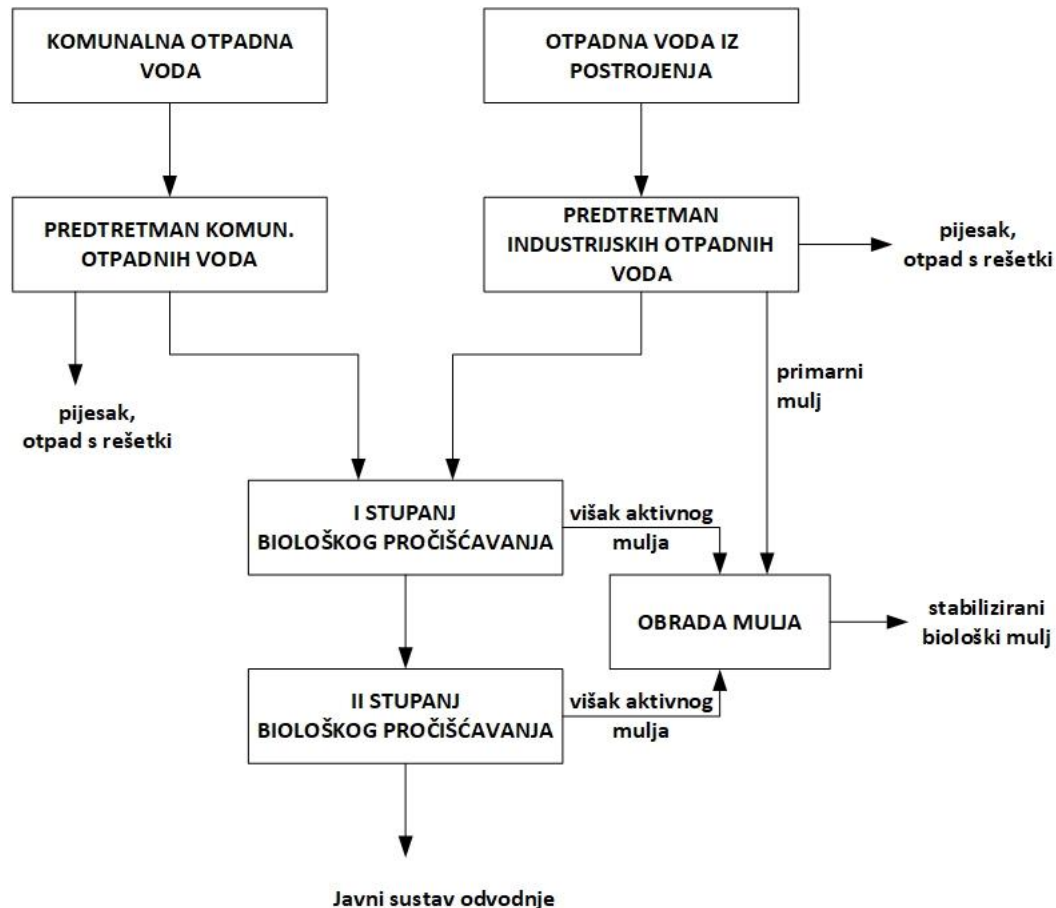 KOMUNALNA OTPADNA
VODA
OTPADNA VODA IZ
POSTROJENJA
PREDTRETMAN KOMUN.
OTPADNIH VODA
PREDTRETMAN
INDUSTRIJSKIH OTPADNIH
VODA
pijesak,
otpad s rešetki
pijesak,
otpad s rešetki
primarni
mulj
I STUPANJ
BIOLOŠKOG PROČIŠĆAVANJA
višak aktivnog
mulja
OBRADA MULJA
stabilizirani
biološki mulj
II STUPANJ
BIOLOŠKOG PROČIŠĆAVANJA
višak aktivnog
mulja
Javni sustav odvodnje